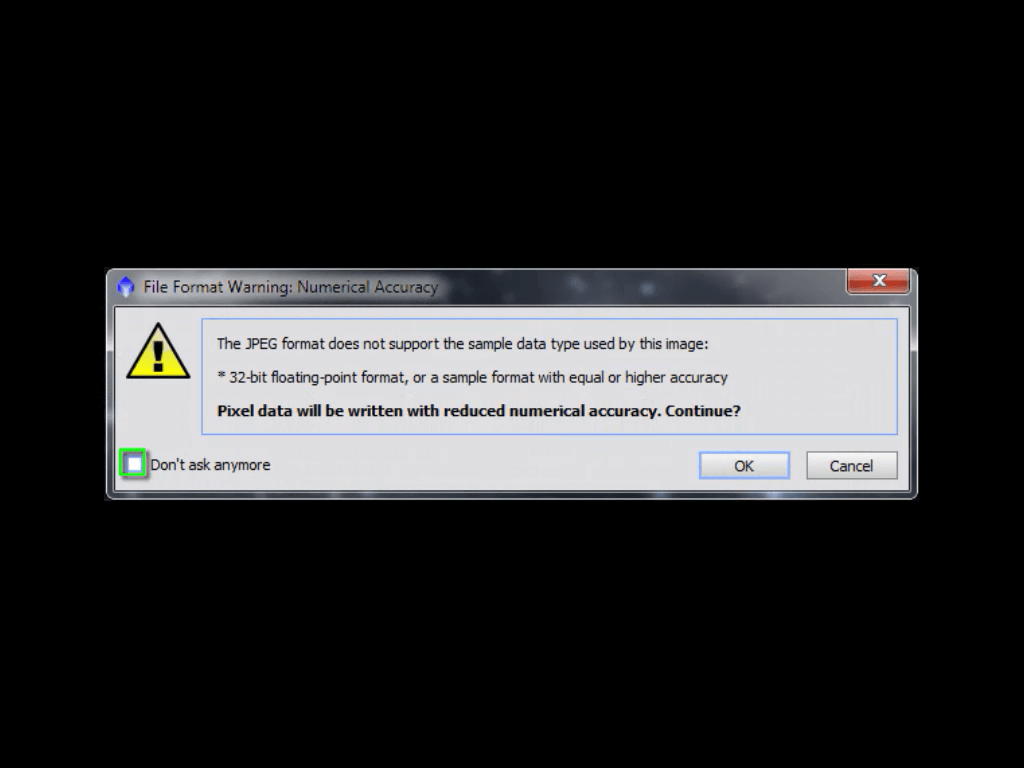 File Format Warning: Numerical Accuracy
The JPEG format does not support the sample data type used by this image:
* 32-bit floating-point format, or a sample format with equal or higher accuracy
Pixel data will be written with reduced numerical accuracy. Continue?
Don't ask anymore
OK
Cancel